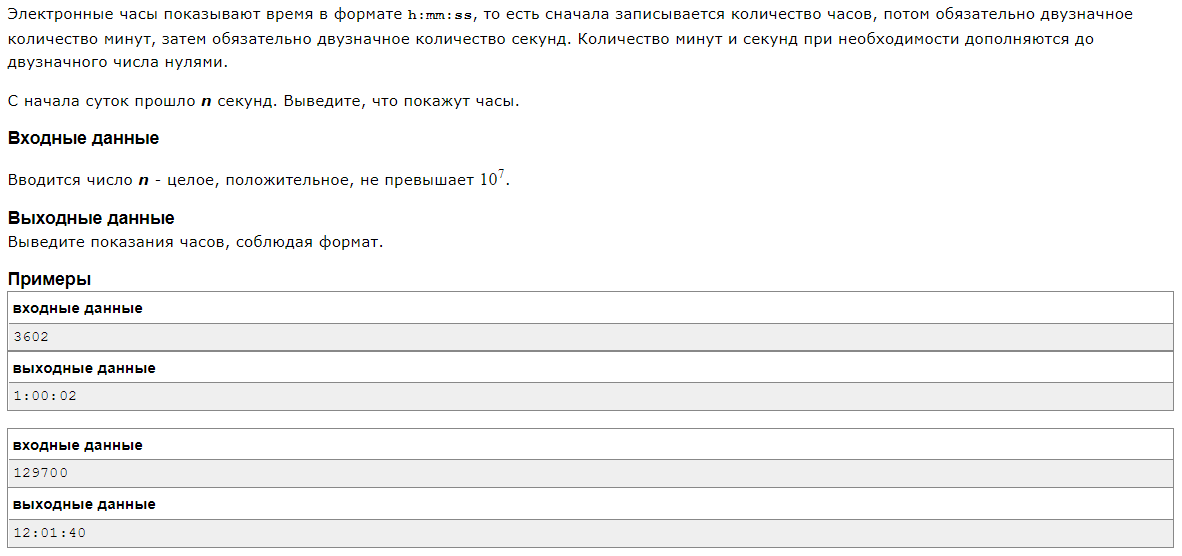 Электронные часы показывают время в формате h:mm:ss, то есть сначала записывается количество часов, потом обязательно двузначное
количество минут, затем обязательно двузначное количество секунд. Количество минут и секунд при необходимости дополняются до
двузначного числа нулями.
С начала суток прошло n секунд. Выведите, что покажут часы.
Входные данные
Вводится число n - целое, положительное, не превышает 10⁷.
Выходные данные
Выведите показания часов, соблюдая формат.
Примеры
входные данные
3602
выходные данные
1:00:02
входные данные
129700
выходные данные
12:01:40